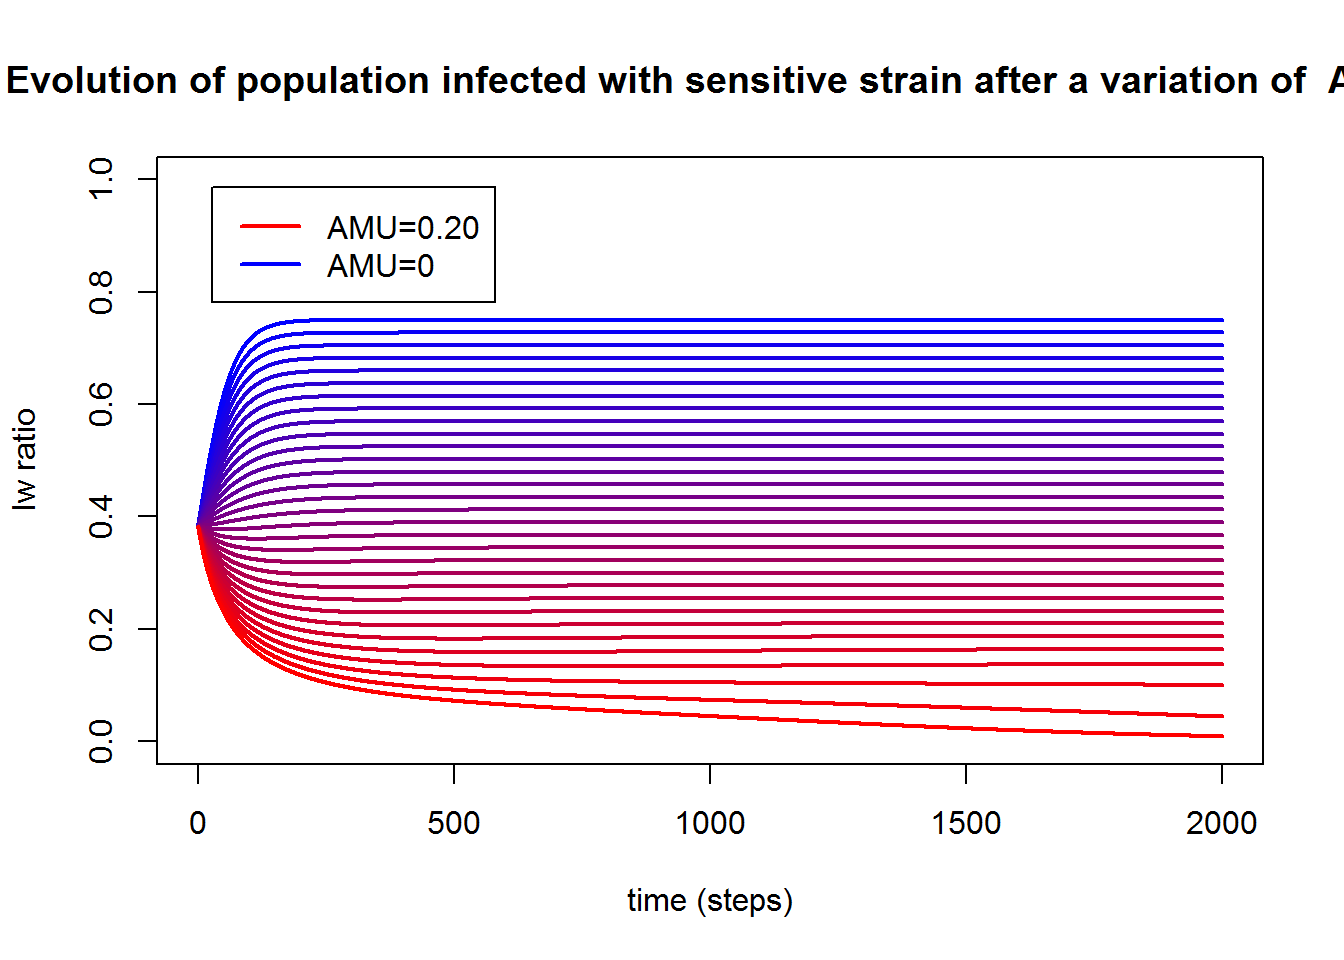 Evolution of population infected with sensitive strain after a variation of A
AMU=0.20
AMU=0
1.0
0.8
0.6
0.4
0.2
0.0
Iw ratio
0 500 1000 1500 2000
time (steps)